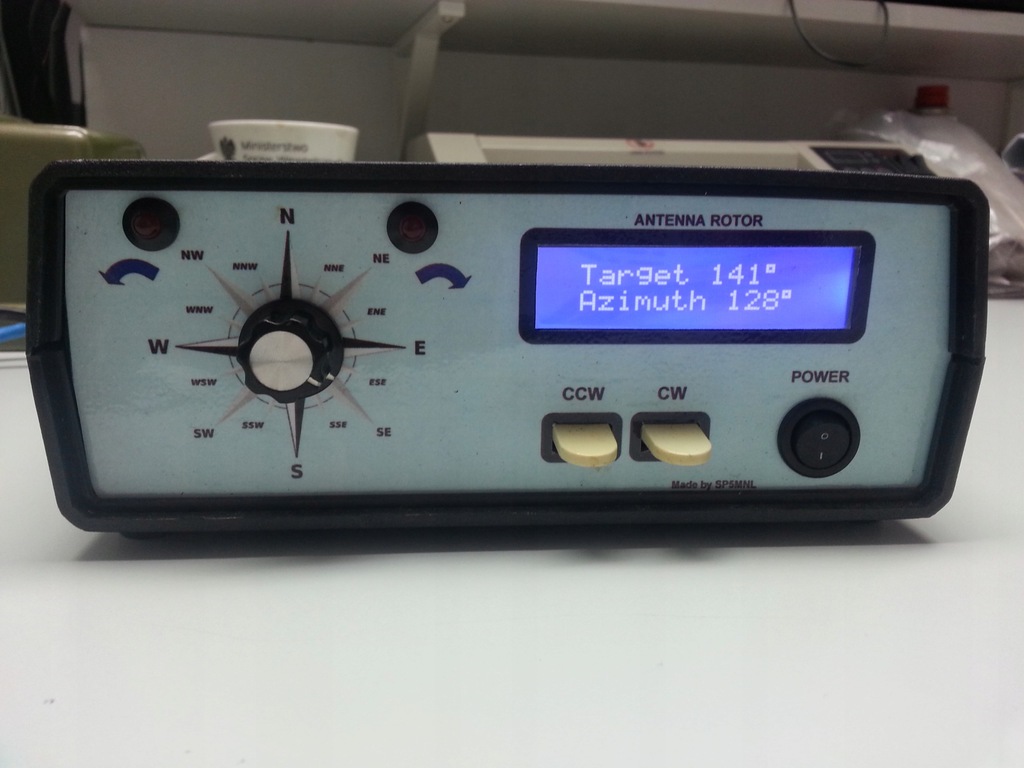 Ministerstwo
N
NW
NNW
NNE
NE
WNW
ENE
W
E
WSW
ESE
SW
SSW
SSE
SE
S
ANTENNA ROTOR
Target 141°
Azimuth 128°
CCW
CW
POWER
O
I
Made by SP5MNL